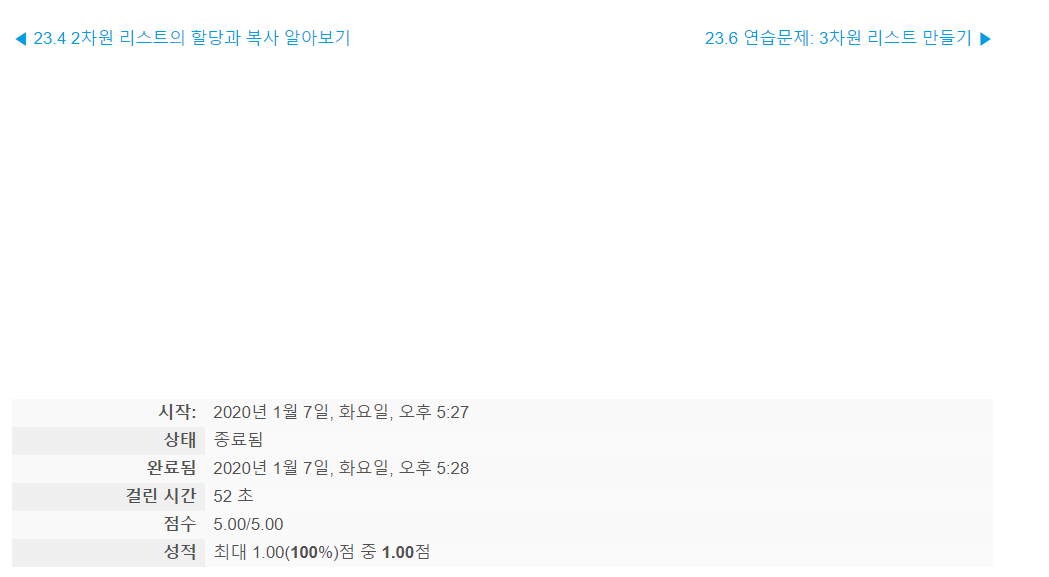 ◀ 23.4 2차원 리스트의 할당과 복사 알아보기
23.6 연습문제: 3차원 리스트 만들기 ▶
시작: 2020년 1월 7일, 화요일, 오후 5:27
상태 종료됨
완료됨 2020년 1월 7일, 화요일, 오후 5:28
걸린 시간 52 초
점수 5.00/5.00
성적 최대 1.00(100%)점 중 1.00점